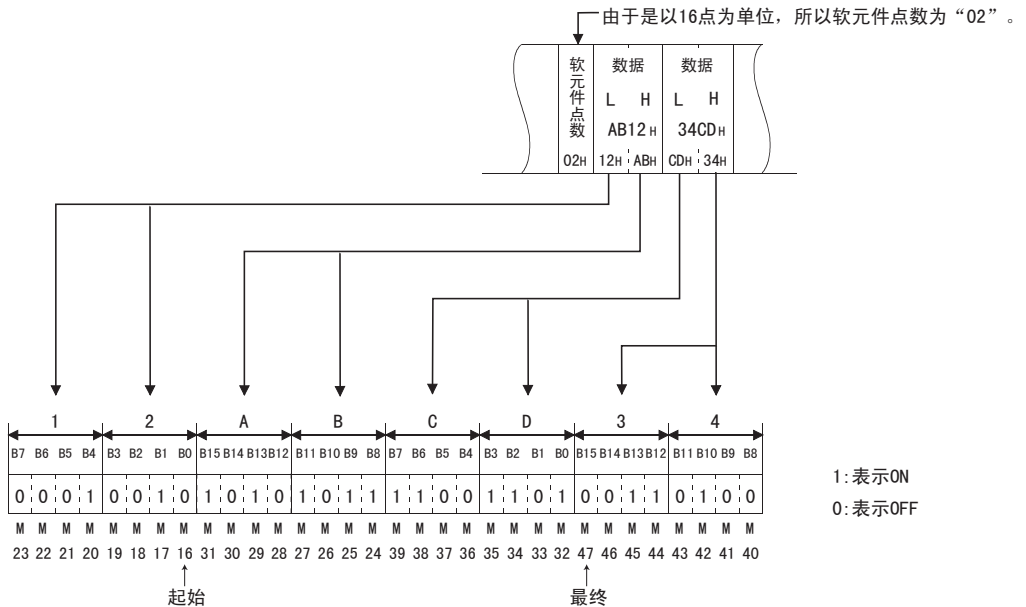 由于是以16点为单位，所以软元件点数为“02”。
软元件点数
数据 数据
L H L H
AB12H 34CDH
02H 12H ABH CDH 34H
1 2 A B C D 3 4
B7 B6 B5 B4 B3 B2 B1 B0 B15 B14 B13 B12 B11 B10 B9 B8 B7 B6 B5 B4 B3 B2 B1 B0 B15 B14 B13 B12 B11 B10 B9 B8
0 0 0 1 0 0 1 0 1 0 1 0 1 0 1 1 1 1 0 0 1 1 0 1 0 0 1 1 0 1 0 0
M M M M M M M M M M M M M M M M M M M M M M M M M M M M M M M M
23 22 21 20 19 18 17 16 31 30 29 28 27 26 25 24 39 38 37 36 35 34 33 32 47 46 45 44 43 42 41 40
起始 最终
1:表示ON
0:表示OFF